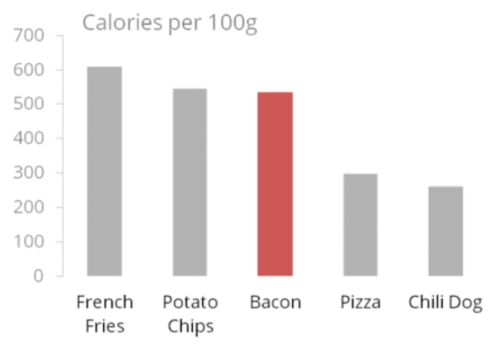 Calories per 100g
700
600
500
400
300
200
100
0
French Fries
Potato Chips
Bacon
Pizza
Chili Dog